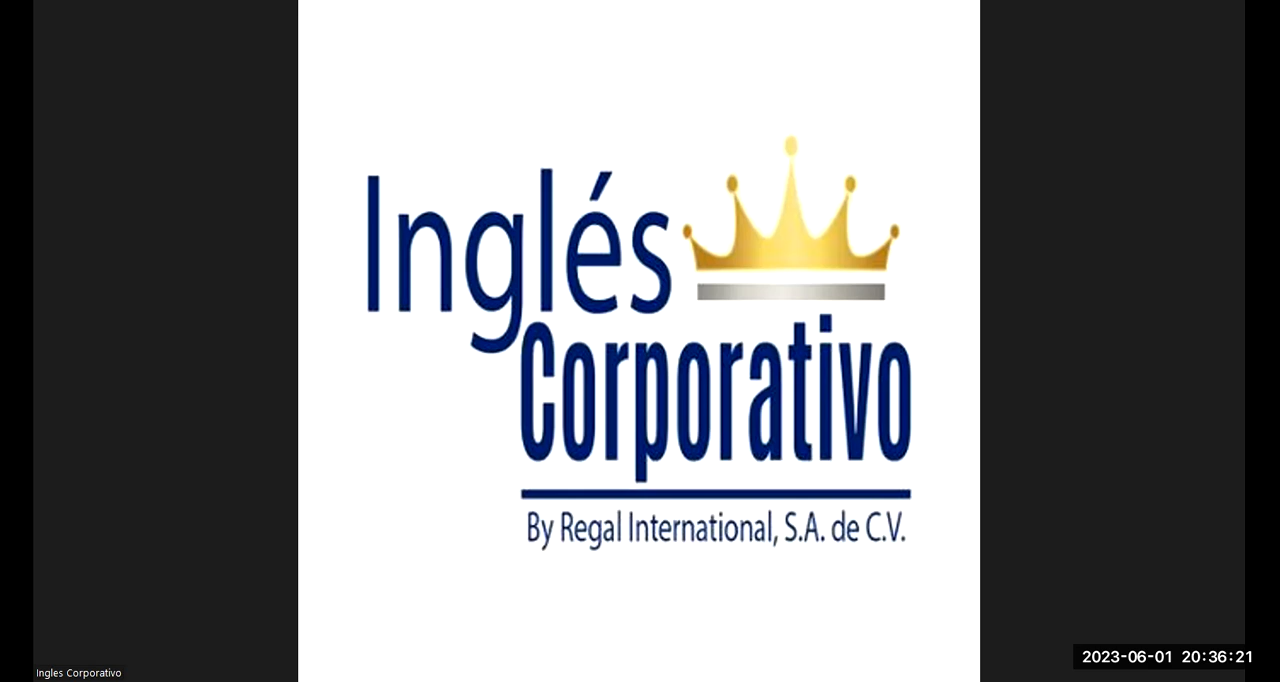 Inglés
Corporativo
By Regal International, S.A. de C.V.
Ingles Corporativo
2023-06-01 20:36:21